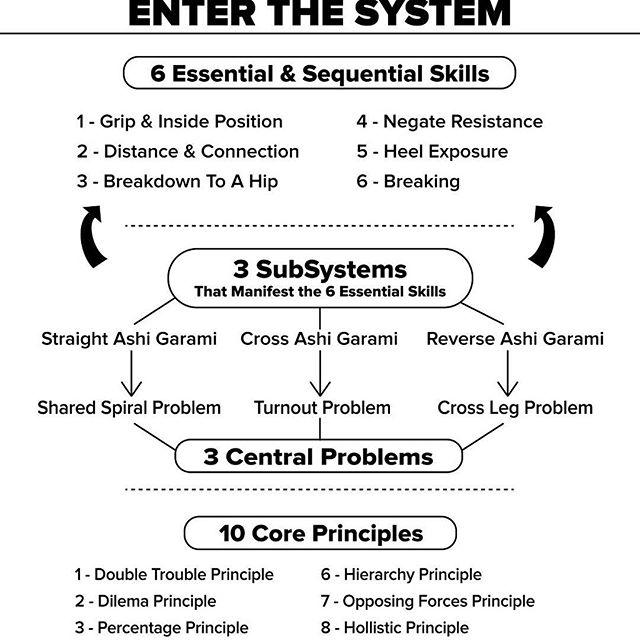 ENTER THE SYSTEM
6 Essential & Sequential Skills
1 - Grip & Inside Position
2 - Distance & Connection
3 - Breakdown To A Hip
4 - Negate Resistance
5 - Heel Exposure
6 - Breaking
3 SubSystems
That Manifest the 6 Essential Skills
Straight Ashi Garami
Cross Ashi Garami
Reverse Ashi Garami
Shared Spiral Problem
Turnout Problem
Cross Leg Problem
3 Central Problems
10 Core Principles
1 - Double Trouble Principle
2 - Dilema Principle
3 - Percentage Principle
6 - Hierarchy Principle
7 - Opposing Forces Principle
8 - Hollistic Principle